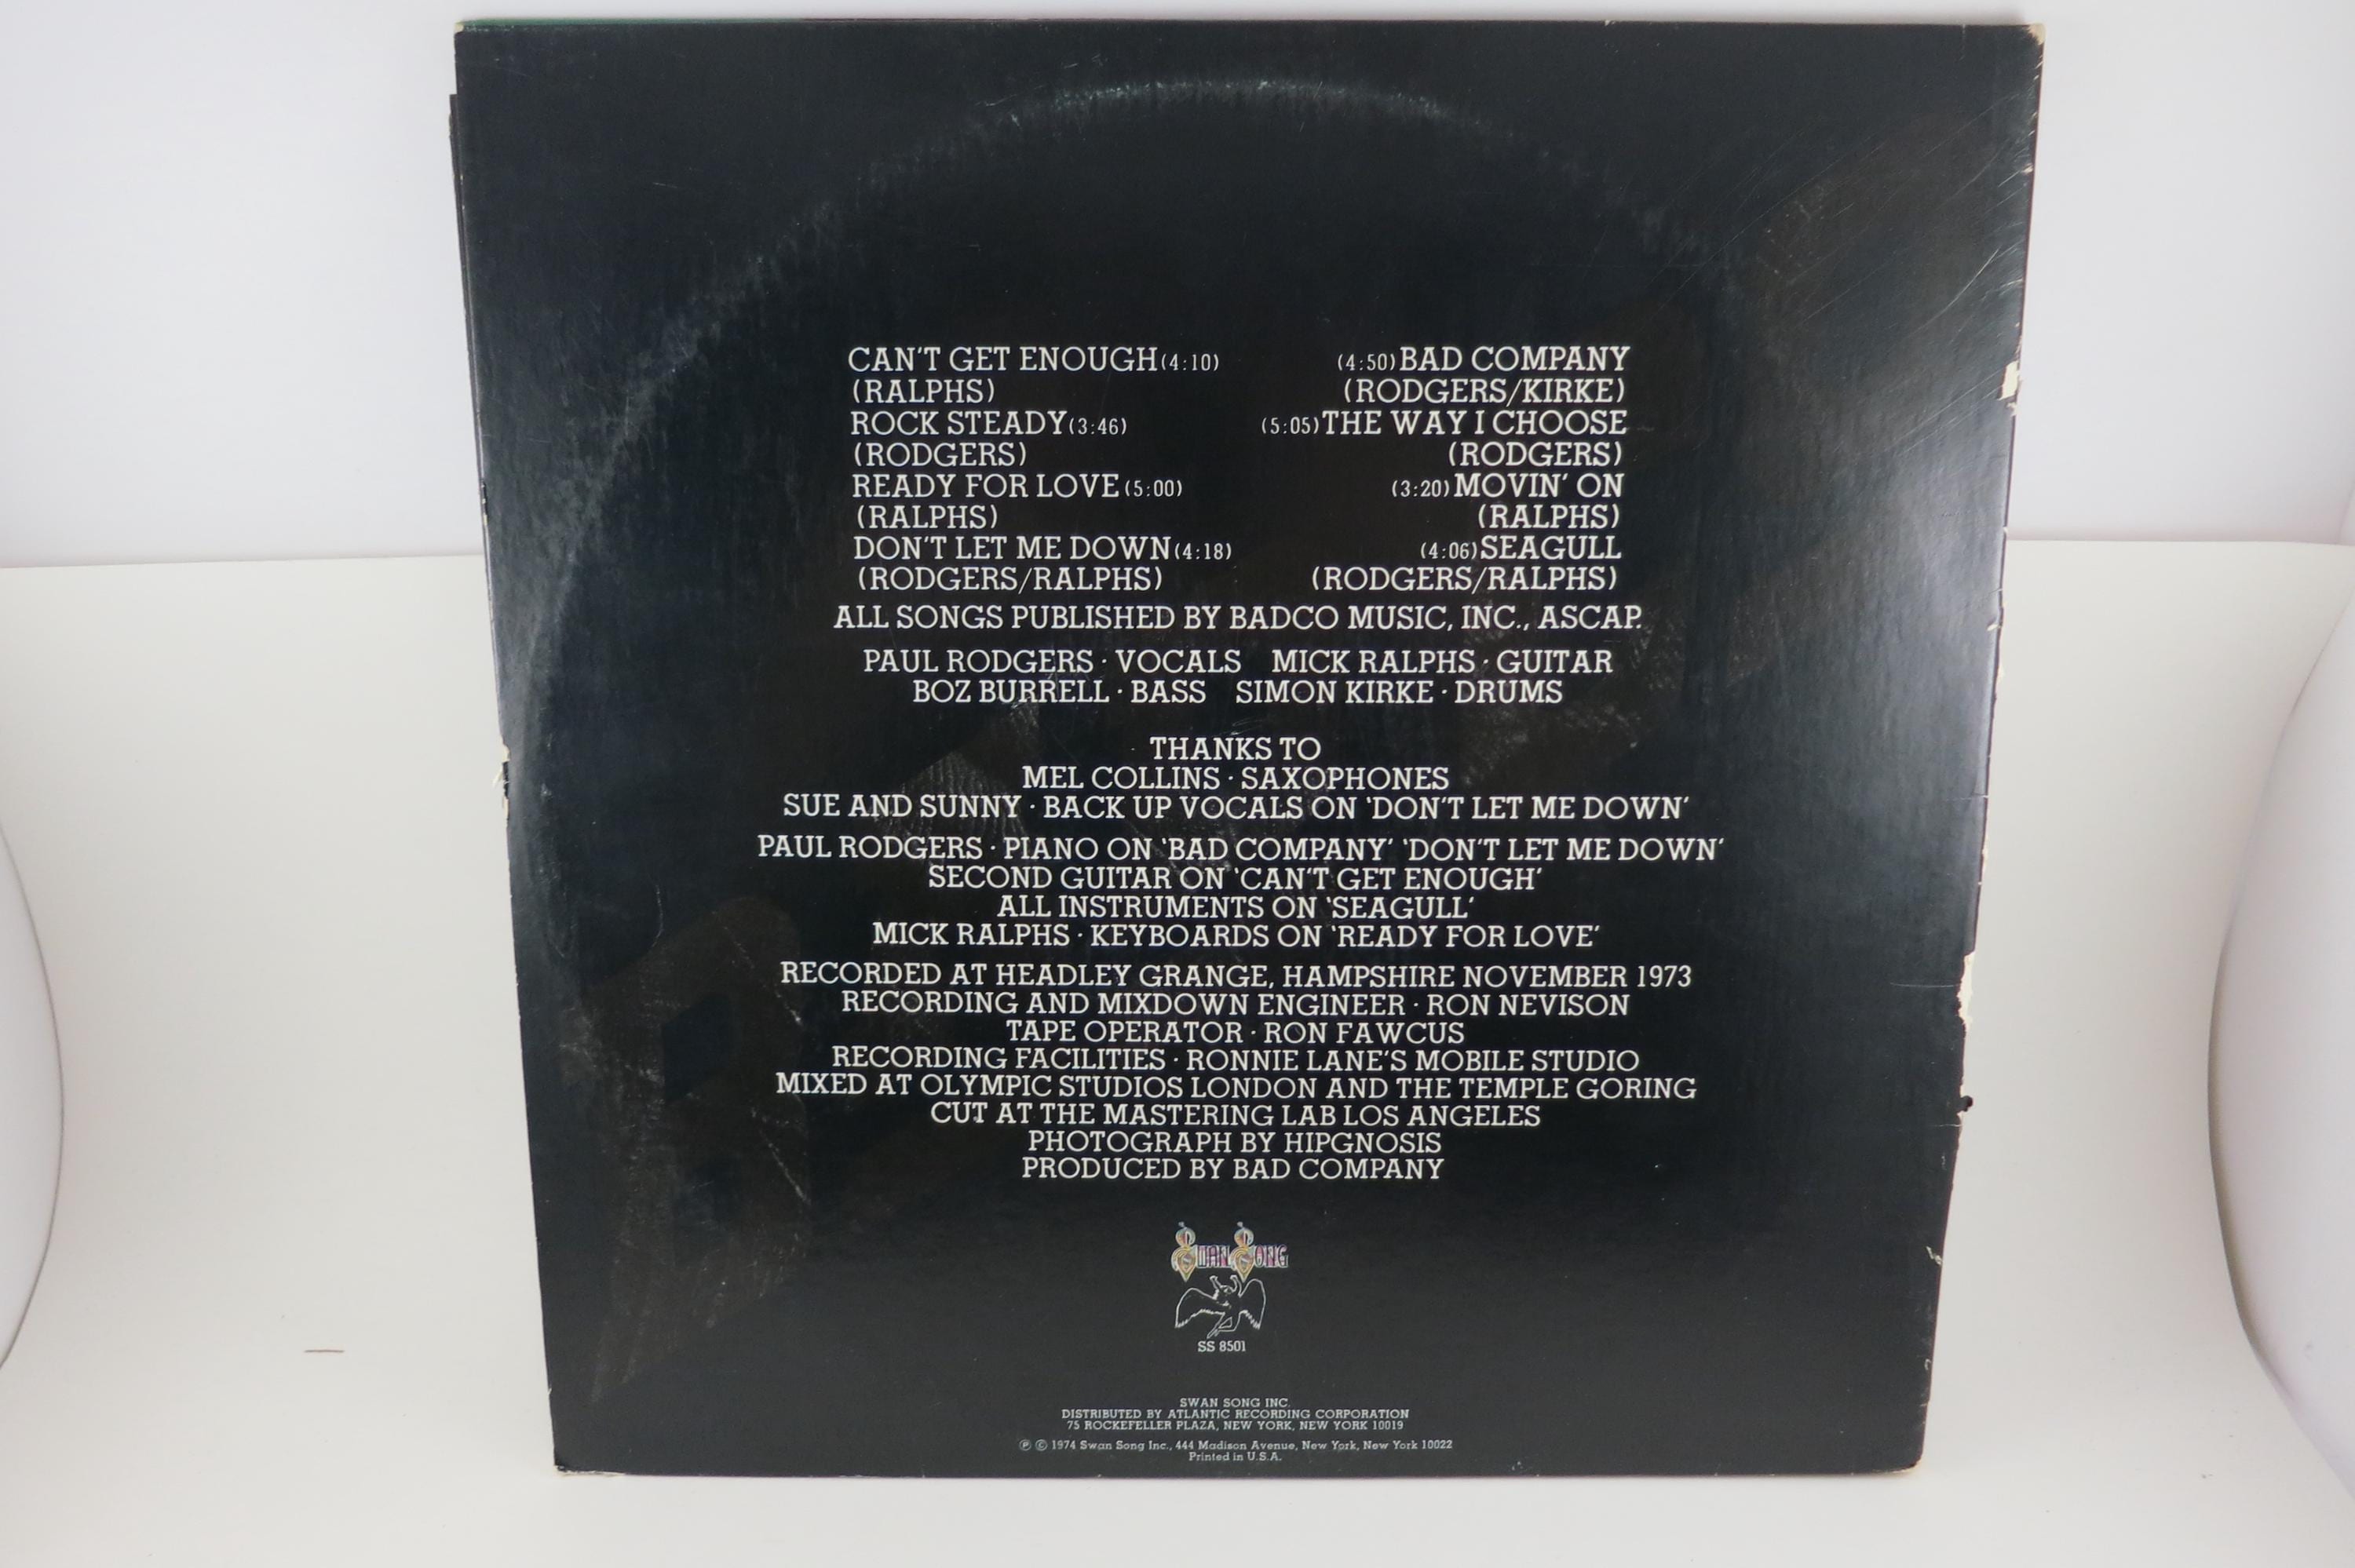 CAN'T GET ENOUGH (4:10)
(RALPHS)
ROCK STEADY (3:46)
(RODGERS)
READY FOR LOVE (5:00)
(RALPHS)
DON'T LET ME DOWN (4:18)
(RODGERS/RALPHS)
(4:50) BAD COMPANY
(RODGERS/KIRKE)
(5:05) THE WAY I CHOOSE
(RODGERS)
(3:20) MOVIN' ON
(RALPHS)
(4:06) SEAGULL
(RODGERS/RALPHS)
ALL SONGS PUBLISHED BY BADCO MUSIC, INC., ASCAP.
PAUL RODGERS · VOCALS MICK RALPHS · GUITAR
BOZ BURRELL · BASS SIMON KIRKE · DRUMS
THANKS TO
MEL COLLINS · SAXOPHONES
SUE AND SUNNY · BACK UP VOCALS ON 'DON'T LET ME DOWN'
PAUL RODGERS · PIANO ON 'BAD COMPANY' 'DON'T LET ME DOWN'
SECOND GUITAR ON 'CAN'T GET ENOUGH'
ALL INSTRUMENTS ON 'SEAGULL'
MICK RALPHS · KEYBOARDS ON 'READY FOR LOVE'
RECORDED AT HEADLEY GRANGE, HAMPSHIRE NOVEMBER 1973
RECORDING AND MIXDOWN ENGINEER · RON NEVISON
TAPE OPERATOR · RON FAWCUS
RECORDING FACILITIES · RONNIE LANE'S MOBILE STUDIO
MIXED AT OLYMPIC STUDIOS LONDON AND THE TEMPLE GORING
CUT AT THE MASTERING LAB LOS ANGELES
PHOTOGRAPH BY HIPGNOSIS
PRODUCED BY BAD COMPANY
SWAN SONG
SS 8501
SWAN SONG INC.
DISTRIBUTED BY ATLANTIC RECORDING CORPORATION
75 ROCKEFELLER PLAZA, NEW YORK, NEW YORK 10019
℗ © 1974 Swan Song Inc., 444 Madison Avenue, New York, New York 10022
Printed in U.S.A.